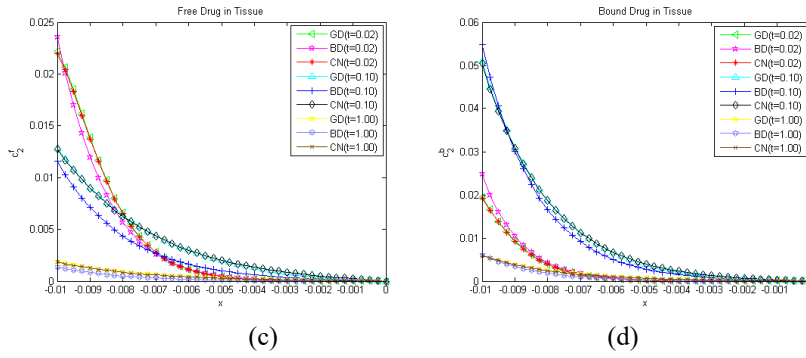 Free Drug in Tissue
0.025
0.02
0.015
0.01
0.005
0
c₂ᶠ
-0.01 -0.009 -0.008 -0.007 -0.006 -0.005 -0.004 -0.003 -0.002 -0.001 0
x
GD(t=0.02)
BD(t=0.02)
CN(t=0.02)
GD(t=0.10)
BD(t=0.10)
CN(t=0.10)
GD(t=1.00)
BD(t=1.00)
CN(t=1.00)
(c)
Bound Drug in Tissue
0.06
0.05
0.04
0.03
0.02
0.01
0
c₂ᵇ
-0.01 -0.009 -0.008 -0.007 -0.006 -0.005 -0.004 -0.003 -0.002 -0.001 0
x
GD(t=0.02)
BD(t=0.02)
CN(t=0.02)
GD(t=0.10)
BD(t=0.10)
CN(t=0.10)
GD(t=1.00)
BD(t=1.00)
CN(t=1.00)
(d)